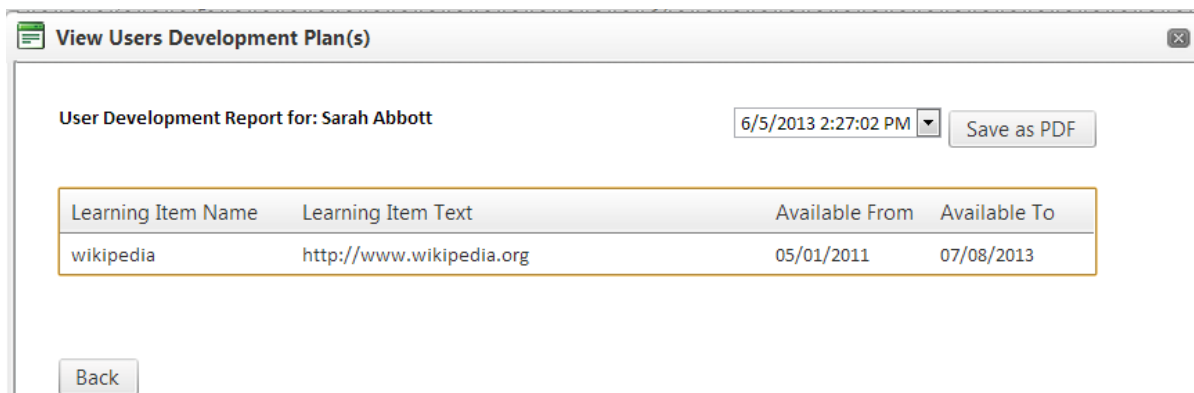 View Users Development Plan(s)
User Development Report for: Sarah Abbott
6/5/2013 2:27:02 PM
Save as PDF
Learning Item Name Learning Item Text Available From Available To
wikipedia http://www.wikipedia.org 05/01/2011 07/08/2013
Back